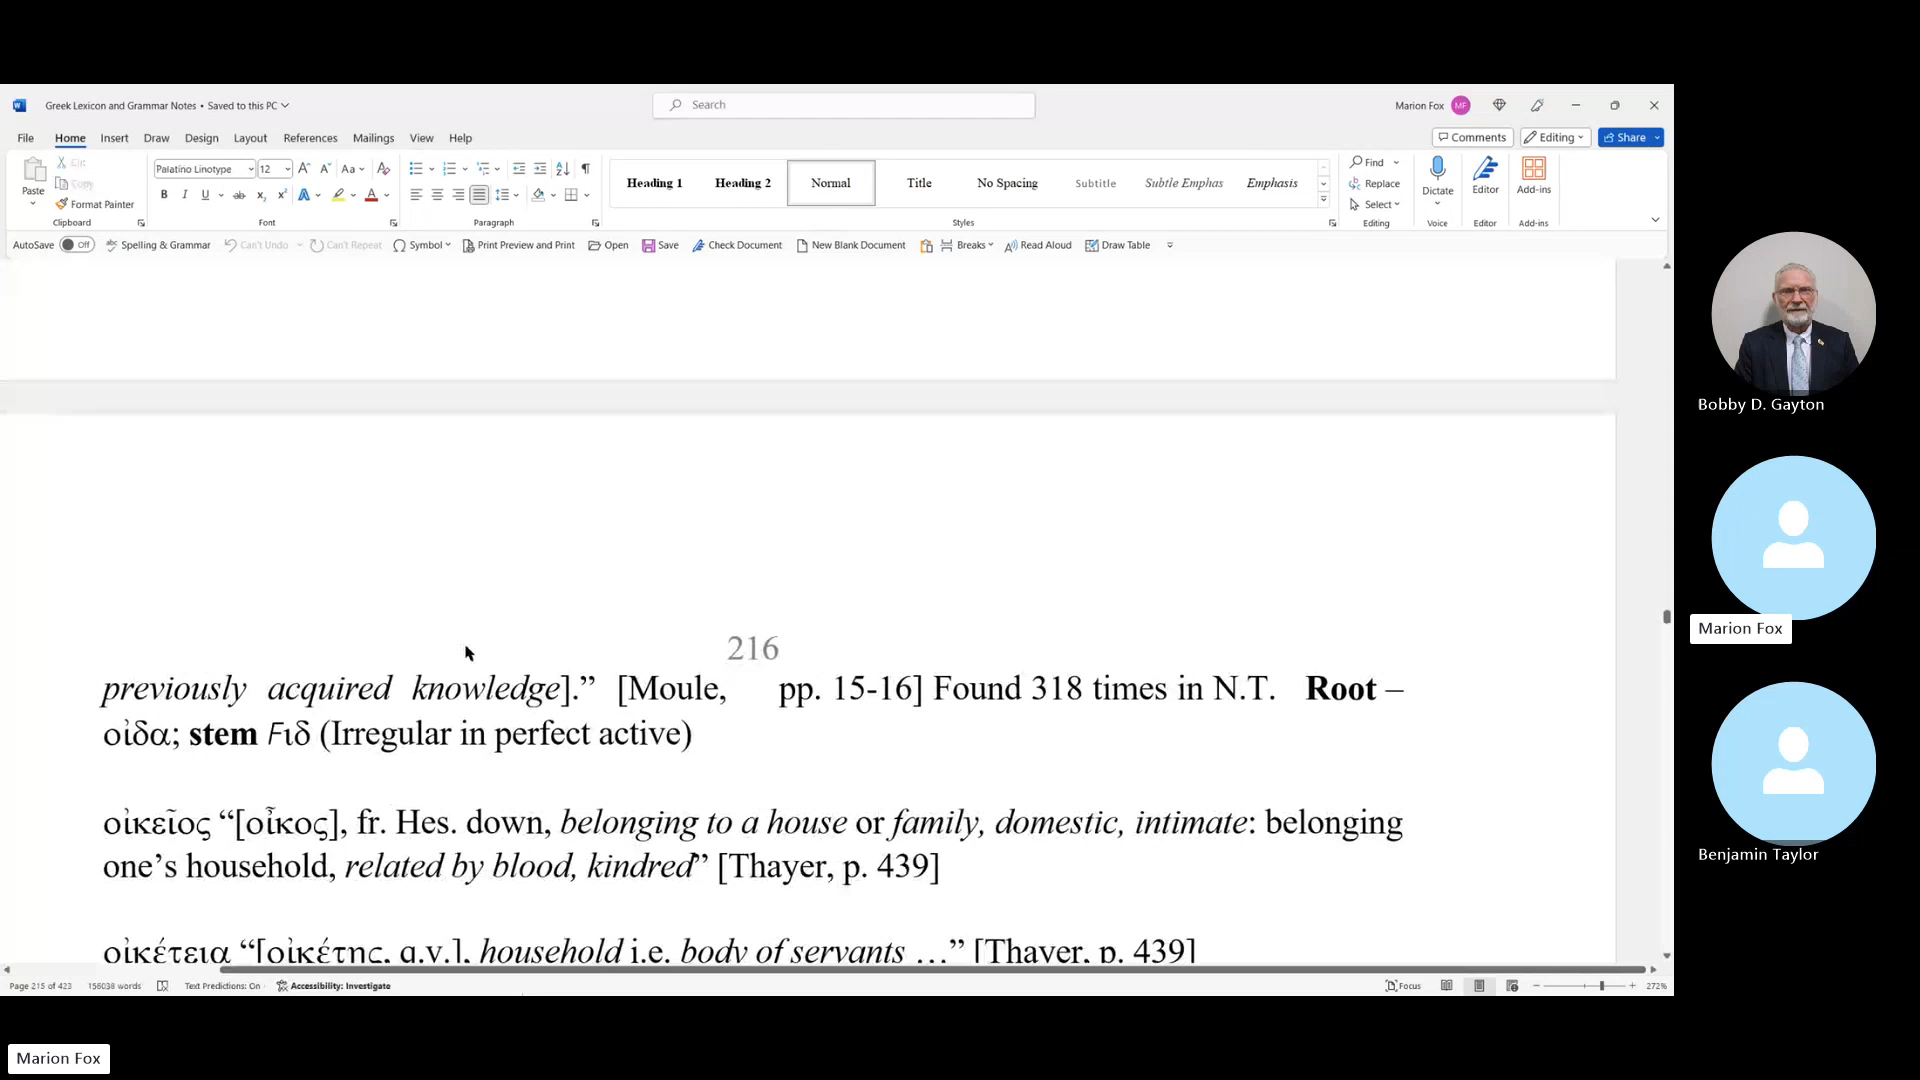 Greek Lexicon and Grammar Notes • Saved to this PC
Search
Marion Fox MF
File Home Insert Draw Design Layout References Mailings View Help
Comments Editing Share
Paste Cut Copy Format Painter
Palatino Linotype 12
Heading 1 Heading 2 Normal Title No Spacing Subtitle Subtle Emphas Emphasis
Find Replace Select
Dictate Editor Add-ins
Clipboard Font Paragraph Styles Editing Voice Editor Add-ins
AutoSave Off Spelling & Grammar Can't Undo Can't Repeat Symbol Print Preview and Print Open Save Check Document New Blank Document Breaks Read Aloud Draw Table
216
previously acquired knowledge].” [Moule, pp. 15-16] Found 318 times in N.T. Root –
οἰδα; stem Ϝιδ (Irregular in perfect active)
οἰκεῖος “[οἶκος], fr. Hes. down, belonging to a house or family, domestic, intimate: belonging
one’s household, related by blood, kindred” [Thayer, p. 439]
οἰκέτεια “[οἰκέτης, q.v.], household i.e. body of servants …” [Thayer, p. 439]
Page 215 of 423 156038 words Text Predictions: On Accessibility: Investigate Focus 272%
Bobby D. Gayton
Marion Fox
Benjamin Taylor
Marion Fox